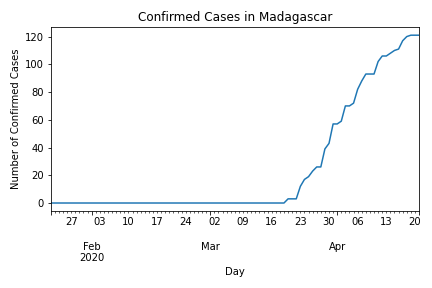 Confirmed Cases in Madagascar
Number of Confirmed Cases
120
100
80
60
40
20
0
27 03 10 17 24 02 09 16 23 30 06 13 20
Feb Mar Apr
2020
Day